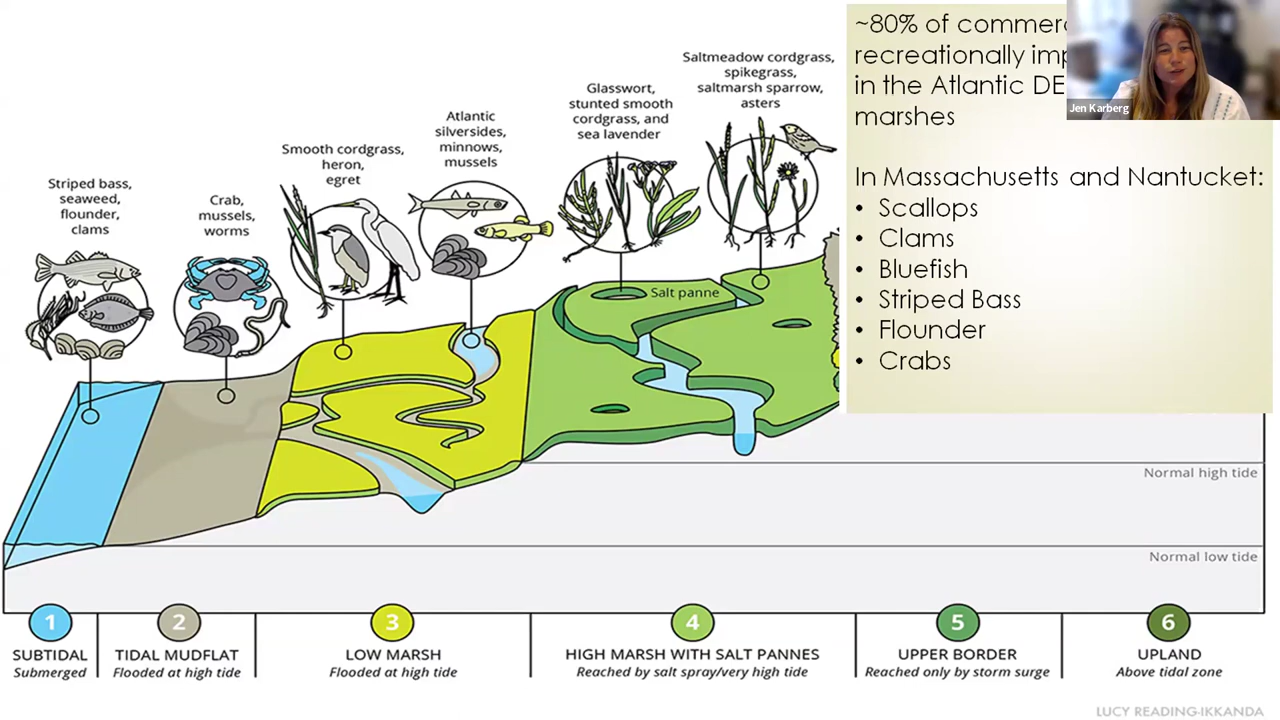 ~80% of
recreationally
in the Atlantic
marshes
Jen Karberg
In Massachusetts and Nantucket:
• Scallops
• Clams
• Bluefish
• Striped Bass
• Flounder
• Crabs
Saltmeadow cordgrass,
spikegrass,
saltmarsh sparrow,
asters
Glasswort,
stunted smooth
cordgrass, and
sea lavender
Atlantic
silversides,
minnows,
mussels
Smooth cordgrass,
heron,
egret
Crab,
mussels,
worms
Striped bass,
seaweed,
flounder,
clams
Salt panne
Normal high tide
Normal low tide
1
SUBTIDAL
Submerged
2
TIDAL MUDFLAT
Flooded at high tide
3
LOW MARSH
Flooded at high tide
4
HIGH MARSH WITH SALT PANNES
Reached by salt spray/very high tide
5
UPPER BORDER
Reached only by storm surge
6
UPLAND
Above tidal zone
LUCY READING-IKKANDA